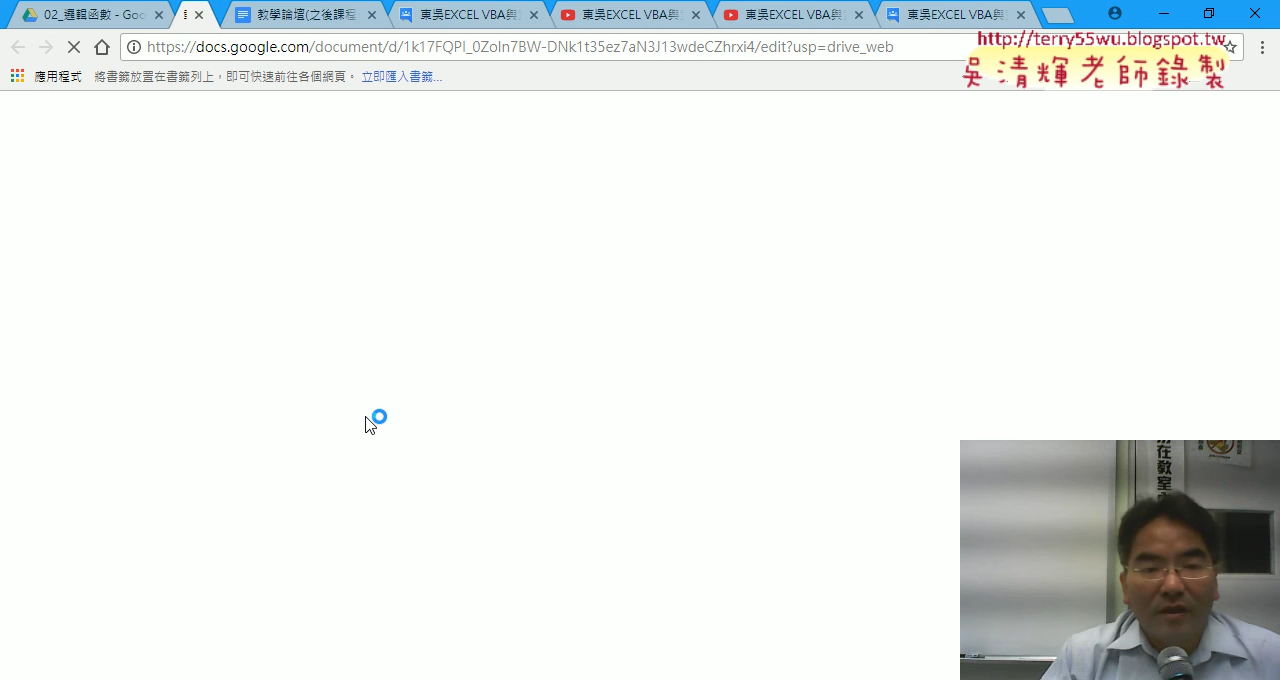 02_邏輯函數 - Goo
教學論壇(之後課程
東吳EXCEL VBA與
東吳EXCEL VBA與
東吳EXCEL VBA與
東吳EXCEL VBA與
https://docs.google.com/document/d/1k17FQPI_0Zoln7BW-DNk1t35ez7aN3J13wdeCZhrxi4/edit?usp=drive_web
http://terry55wu.blogspot.tw
應用程式 將書籤放置在書籤列上，即可快速前往各個網頁。 立即匯入書籤...
吳清輝老師錄製
在教室